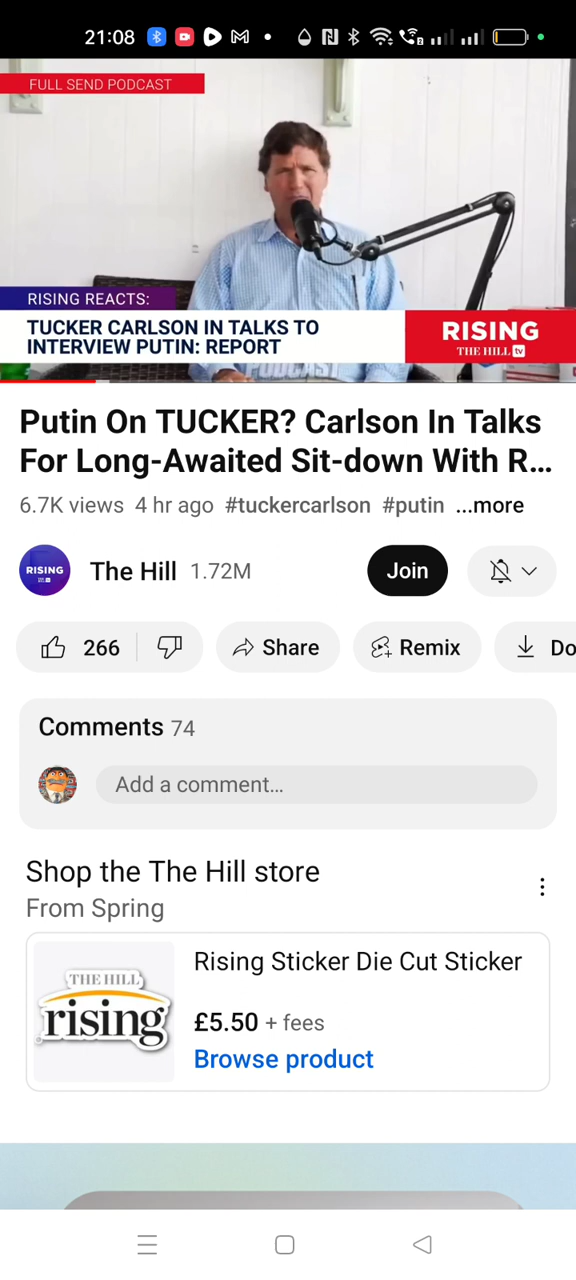 21:08
FULL SEND PODCAST
RISING REACTS:
TUCKER CARLSON IN TALKS TO
INTERVIEW PUTIN: REPORT
RISING
THE HILL tv
Putin On TUCKER? Carlson In Talks
For Long-Awaited Sit-down With R...
6.7K views 4 hr ago #tuckercarlson #putin ...more
RISING
The Hill 1.72M
Join
266
Share
Remix
Do
Comments 74
Add a comment...
Shop the The Hill store
From Spring
THE HILL
rising
Rising Sticker Die Cut Sticker
£5.50 + fees
Browse product